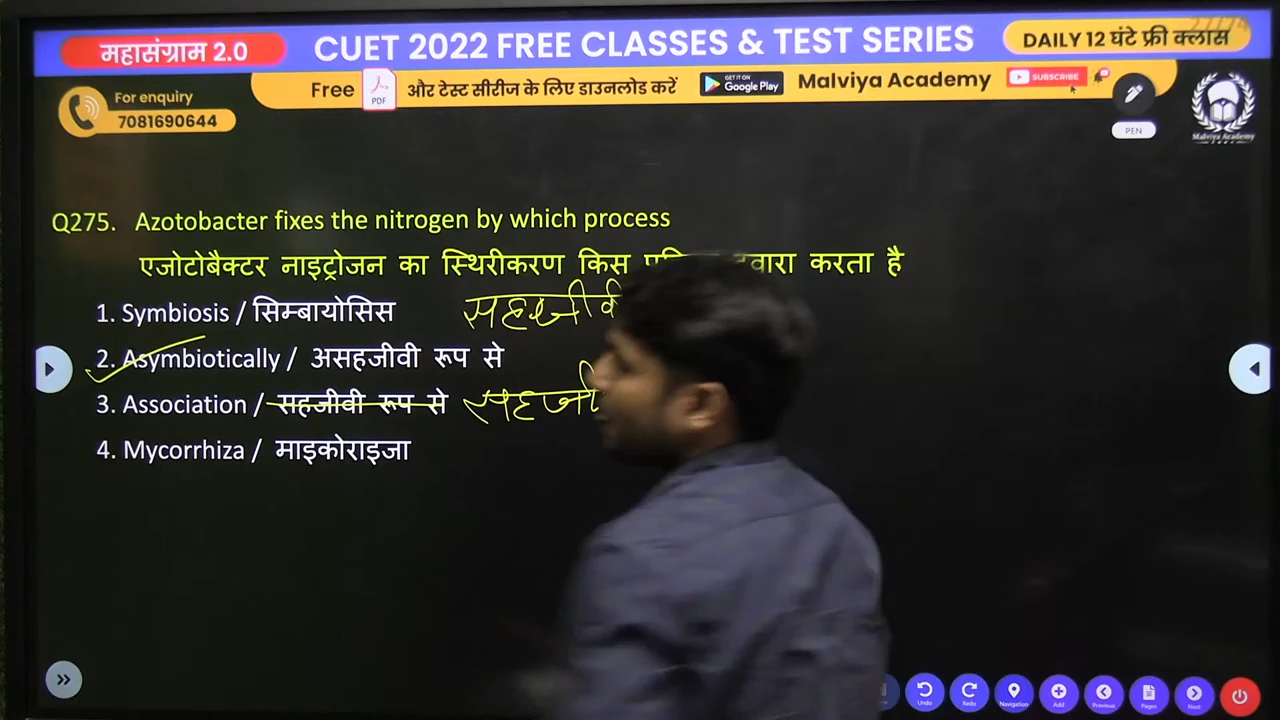 महासंग्राम 2.0
CUET 2022 FREE CLASSES & TEST SERIES
DAILY 12 घंटे फ्री क्लास
For enquiry
7081690644
Free PDF और टेस्ट सीरीज के लिए डाउनलोड करें GET IT ON Google Play Malviya Academy SUBSCRIBE
PEN
Malviya Academy
Q275. Azotobacter fixes the nitrogen by which process
एजोटोबैक्टर नाइट्रोजन का स्थिरीकरण किस करता है
1. Symbiosis / सिम्बायोसिस सहजीवी
2. Asymbiotically / असहजीवी रूप से
3. Association / सहजीवी रूप से
4. Mycorrhiza / माइकोराइजा
Undo Redo Navigation Add Previous Pages Next